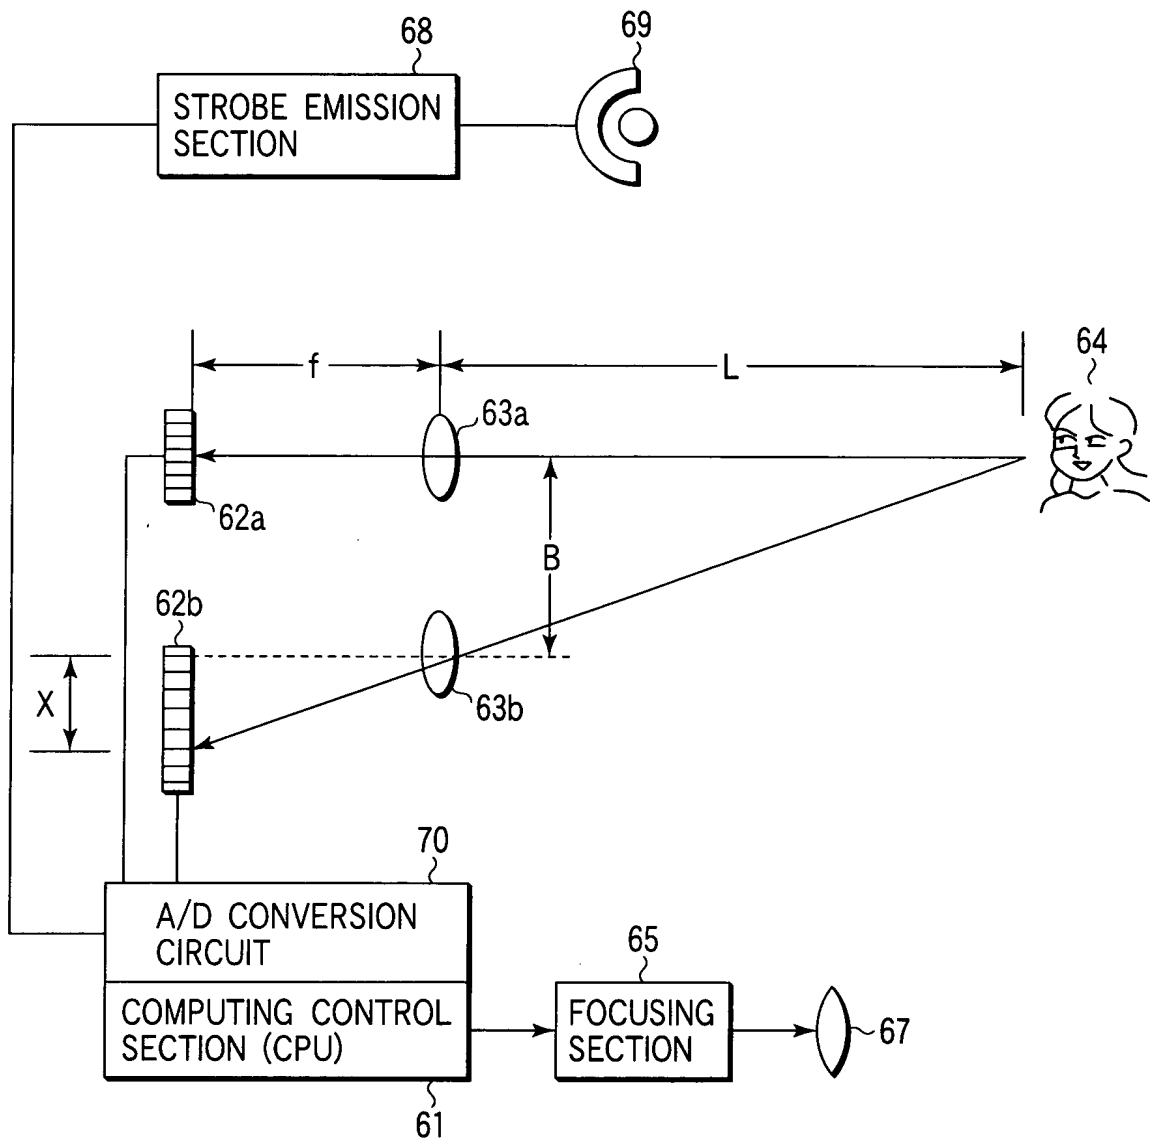 68
69
STROBE EMISSION
SECTION
f
L
64
63a
62a
B
62b
X
63b
70
A/D CONVERSION
CIRCUIT
65
COMPUTING CONTROL
SECTION (CPU)
FOCUSING
SECTION
67
61